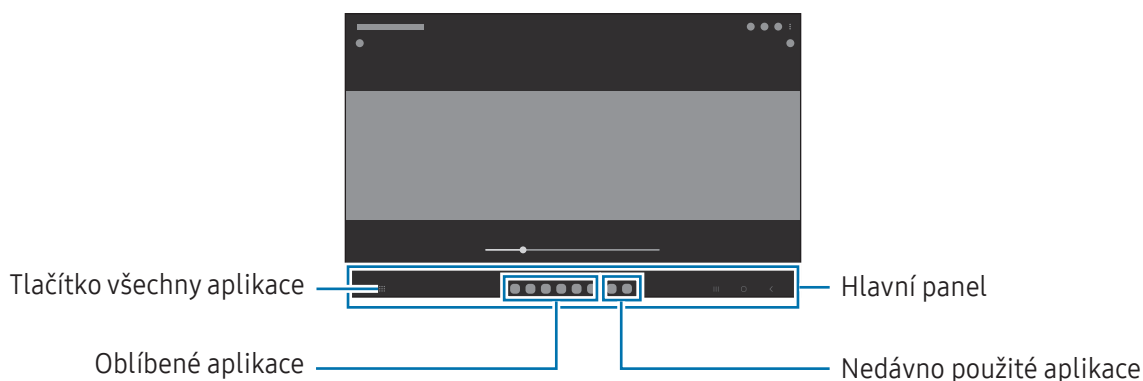 Tlačítko všechny aplikace
Hlavní panel
Oblíbené aplikace
Nedávno použité aplikace